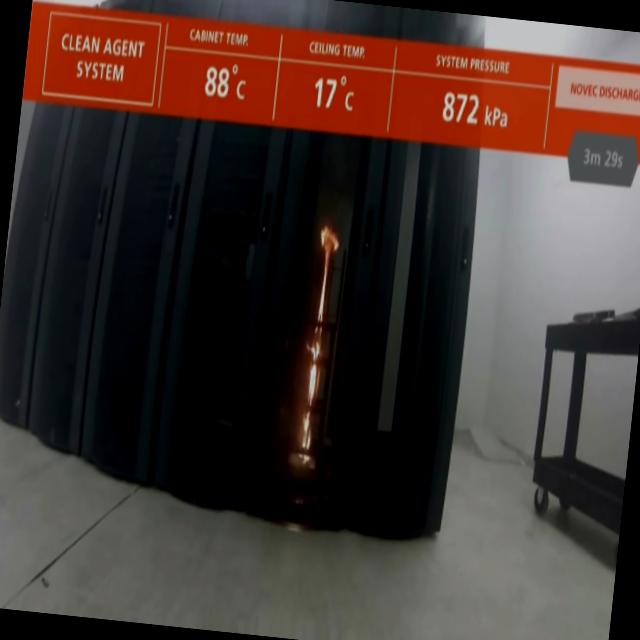 CLEAN AGENT
SYSTEM
CABINET TEMP.
88°C
CEILING TEMP.
17°C
SYSTEM PRESSURE
872 kPa
NOVEC DISCHARG
3m 29s